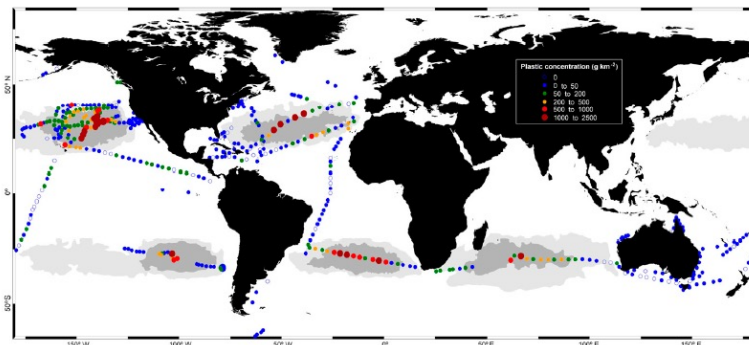 Plastic concentration (g km⁻²)
0
0 to 50
50 to 200
200 to 500
500 to 1000
1000 to 2500
50°N
0°
50°S
150° W
100° W
50° W
0°
50° E
100° E
150° E